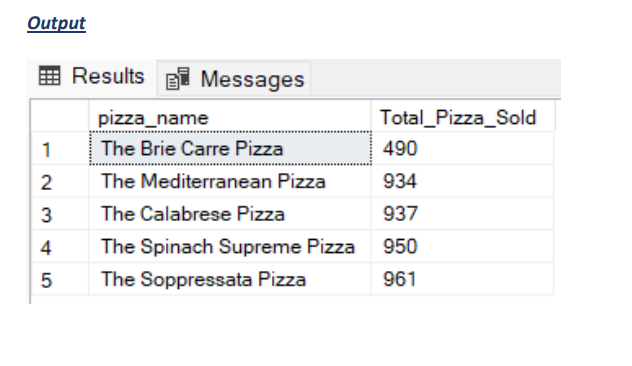 Output
Results Messages
pizza_name Total_Pizza_Sold
1 The Brie Carre Pizza 490
2 The Mediterranean Pizza 934
3 The Calabrese Pizza 937
4 The Spinach Supreme Pizza 950
5 The Soppressata Pizza 961